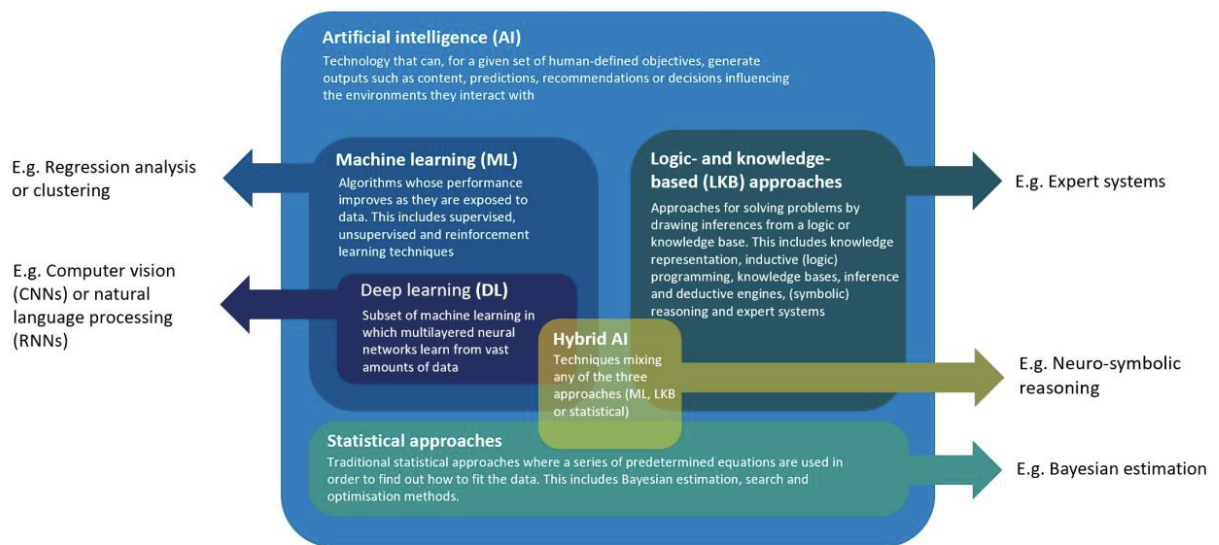 Artificial intelligence (AI)
Technology that can, for a given set of human-defined objectives, generate
outputs such as content, predictions, recommendations or decisions influencing
the environments they interact with
E.g. Regression analysis
or clustering
Machine learning (ML)
Algorithms whose performance
improves as they are exposed to
data. This includes supervised,
unsupervised and reinforcement
learning techniques
Logic- and knowledge-
based (LKB) approaches
Approaches for solving problems by
drawing inferences from a logic or
knowledge base. This includes knowledge
representation, inductive (logic)
programming, knowledge bases, inference
and deductive engines, (symbolic)
reasoning and expert systems
E.g. Expert systems
E.g. Computer vision
(CNNs) or natural
language processing
(RNNs)
Deep learning (DL)
Subset of machine learning in
which multilayered neural
networks learn from vast
amounts of data
Hybrid AI
Techniques mixing
any of the three
approaches (ML, LKB
or statistical)
E.g. Neuro-symbolic
reasoning
Statistical approaches
Traditional statistical approaches where a series of predetermined equations are used in
order to find out how to fit the data. This includes Bayesian estimation, search and
optimisation methods.
E.g. Bayesian estimation